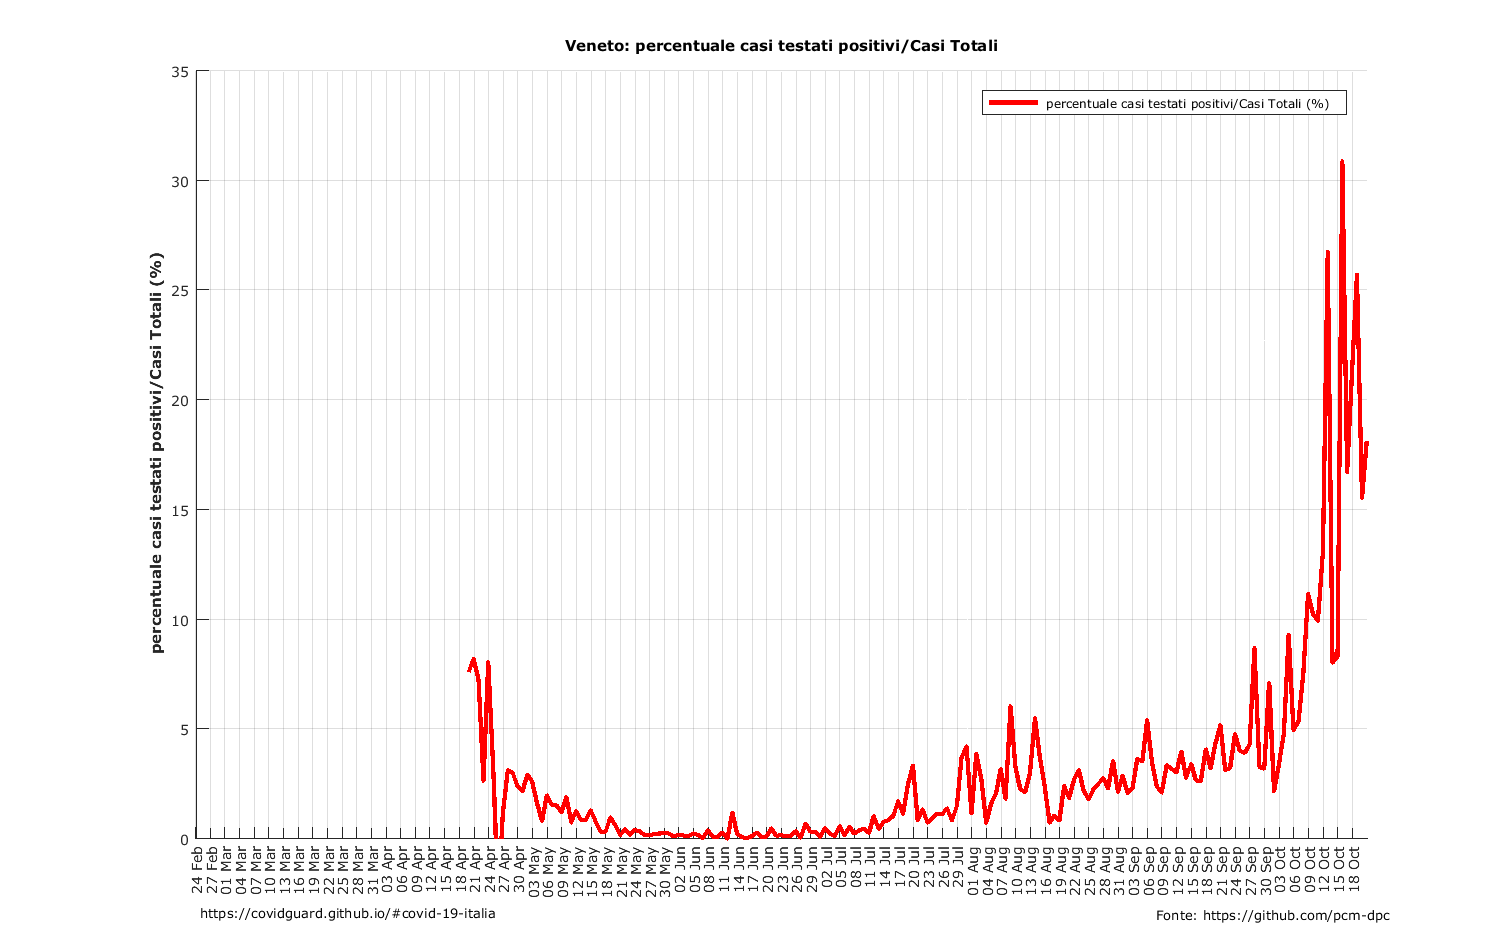 Veneto: percentuale casi testati positivi/Casi Totali
percentuale casi testati positivi/Casi Totali (%)
percentuale casi testati positivi/Casi Totali (%)
35
30
25
20
15
10
5
0
24 Feb
27 Feb
01 Mar
04 Mar
07 Mar
10 Mar
13 Mar
16 Mar
19 Mar
22 Mar
25 Mar
28 Mar
31 Mar
03 Apr
06 Apr
09 Apr
12 Apr
15 Apr
18 Apr
21 Apr
24 Apr
27 Apr
30 Apr
03 May
06 May
09 May
12 May
15 May
18 May
21 May
24 May
27 May
30 May
02 Jun
05 Jun
08 Jun
11 Jun
14 Jun
17 Jun
20 Jun
23 Jun
26 Jun
29 Jun
02 Jul
05 Jul
08 Jul
11 Jul
14 Jul
17 Jul
20 Jul
23 Jul
26 Jul
29 Jul
01 Aug
04 Aug
07 Aug
10 Aug
13 Aug
16 Aug
19 Aug
22 Aug
25 Aug
28 Aug
31 Aug
03 Sep
06 Sep
09 Sep
12 Sep
15 Sep
18 Sep
21 Sep
24 Sep
27 Sep
30 Sep
03 Oct
06 Oct
09 Oct
12 Oct
15 Oct
18 Oct
https://covidguard.github.io/#covid-19-italia
Fonte: https://github.com/pcm-dpc